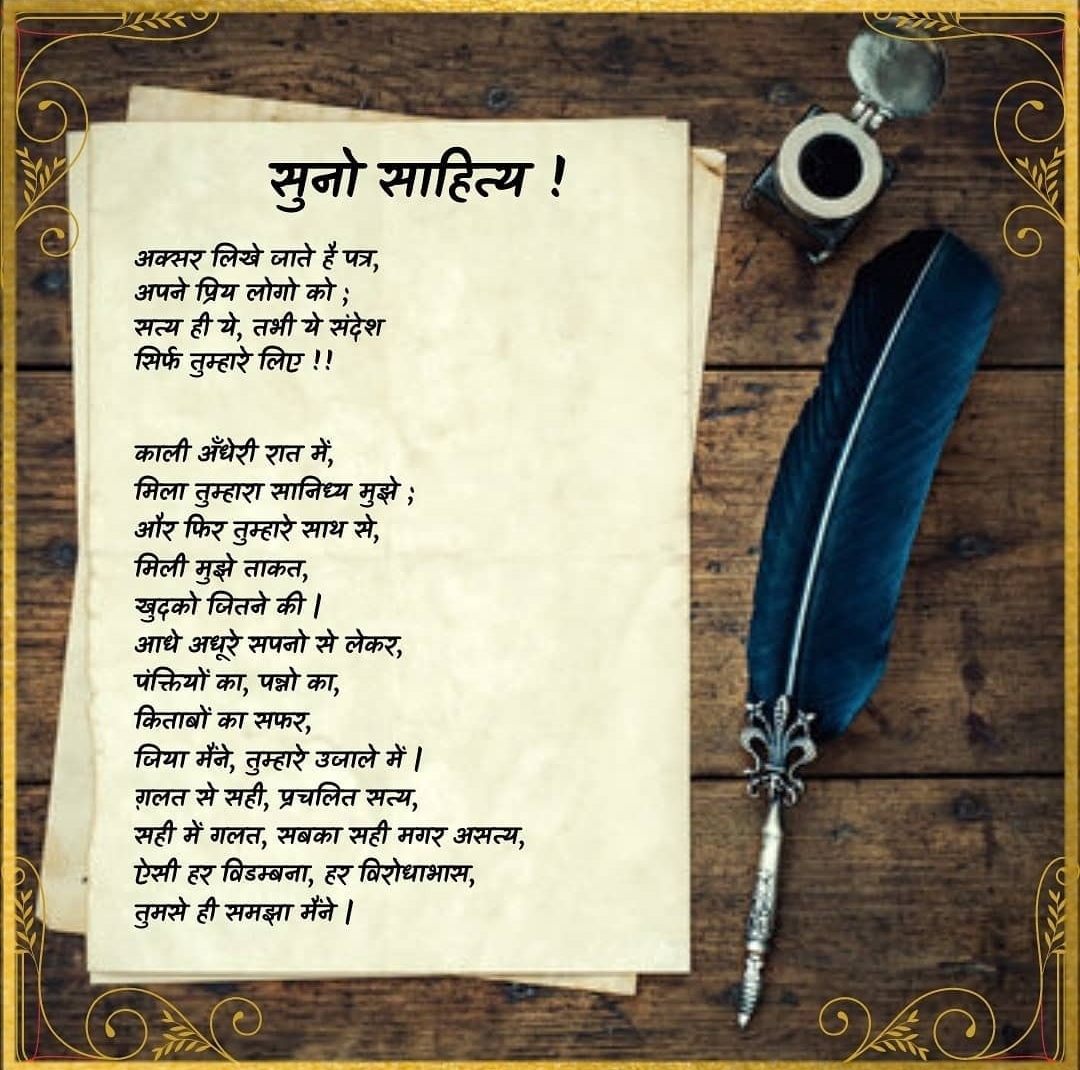 सुनो साहित्य !
अक्सर लिखे जाते है पत्र,
अपने प्रिय लोगो को ;
सत्य ही ये, तभी ये संदेश
सिर्फ तुम्हारे लिए !!
काली अँधेरी रात में,
मिला तुम्हारा सानिध्य मुझे ;
और फिर तुम्हारे साथ से,
मिली मुझे ताकत,
खुदको जितने की |
आधे अधूरे सपनो से लेकर,
पंक्तियों का, पन्नो का,
किताबों का सफर,
जिया मैंने, तुम्हारे उजाले में |
ग़लत से सही, प्रचलित सत्य,
सही में गलत, सबका सही मगर असत्य,
ऐसी हर विडम्बना, हर विरोधाभास,
तुमसे ही समझा मैंने |